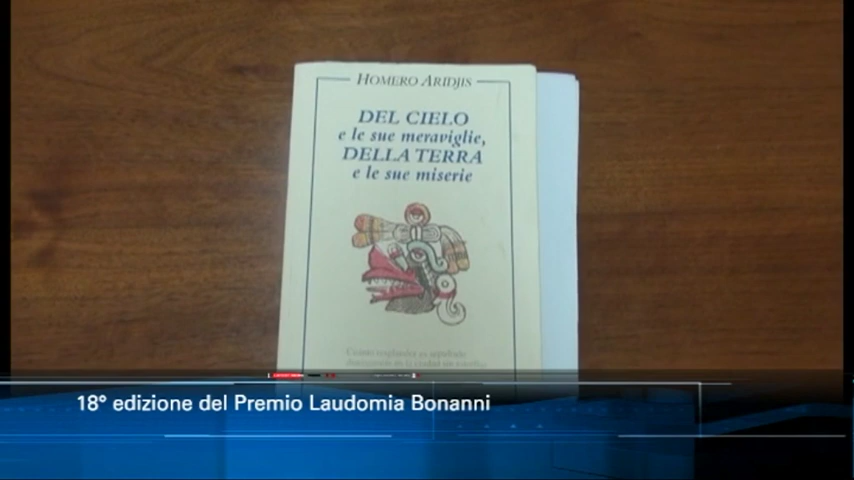 HOMERO ARIDJIS
DEL CIELO
e le sue meraviglie,
DELLA TERRA
e le sue miserie
18° edizione del Premio Laudomia Bonanni